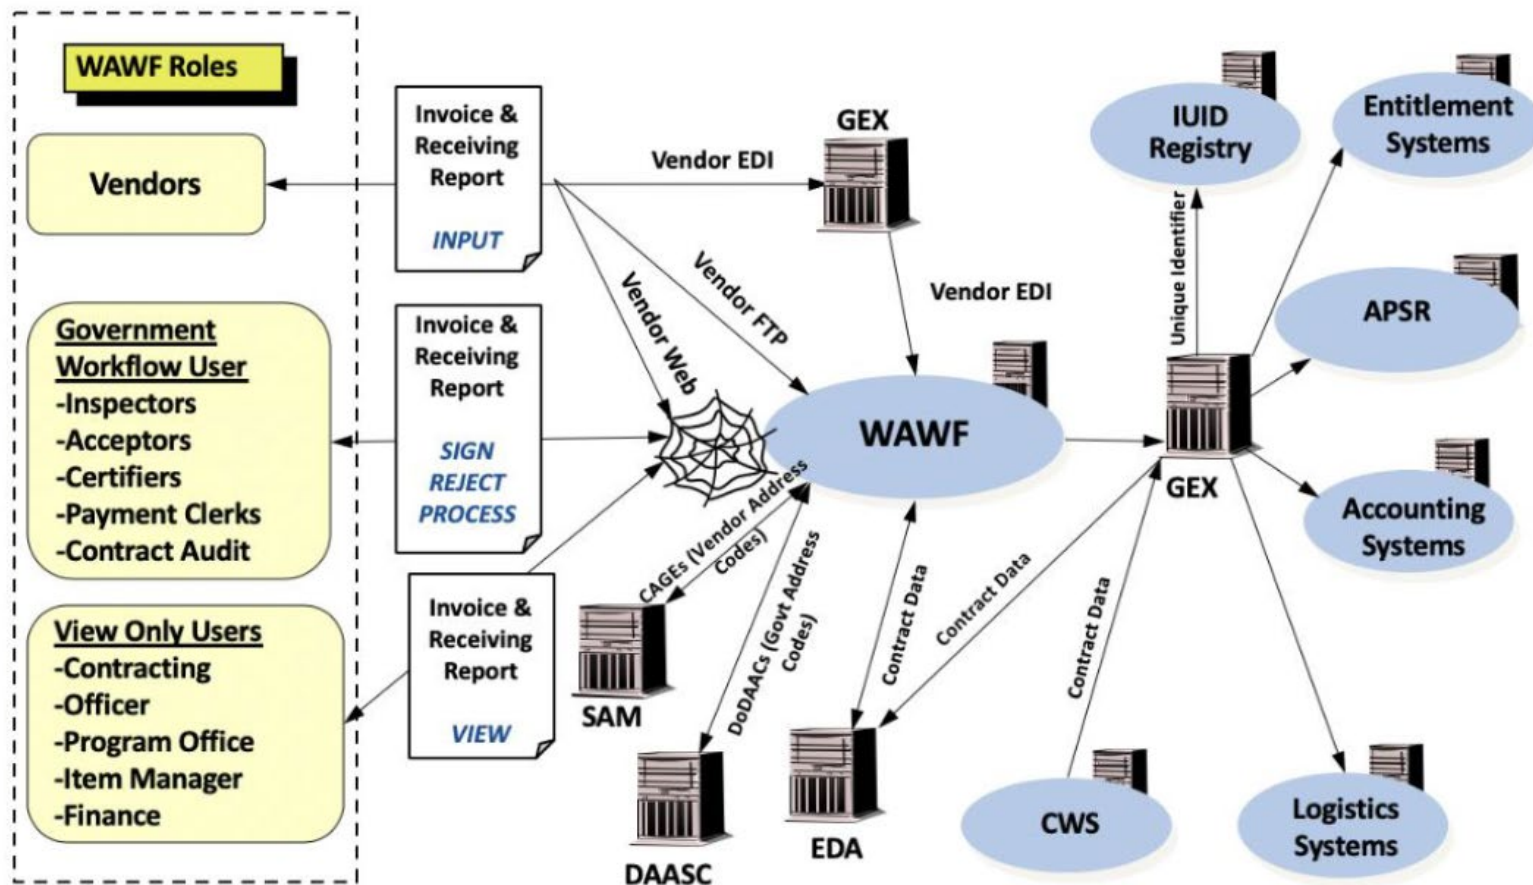 WAWF Roles
Vendors
Government
Workflow User
-Inspectors
-Acceptors
-Certifiers
-Payment Clerks
-Contract Audit
View Only Users
-Contracting
-Officer
-Program Office
-Item Manager
-Finance
Invoice &
Receiving
Report
INPUT
Invoice &
Receiving
Report
SIGN
REJECT
PROCESS
Invoice &
Receiving
Report
VIEW
Vendor EDI
GEX
Vendor FTP
Vendor Web
Vendor EDI
WAWF
CAGEs (Vendor Address
Codes)
SAM
DoDAACs (Govt Address
Codes)
DAASC
Contract Data
EDA
Contract Data
Contract Data
CWS
GEX
Unique Identifier
IUID
Registry
Entitlement
Systems
APSR
Accounting
Systems
Logistics
Systems